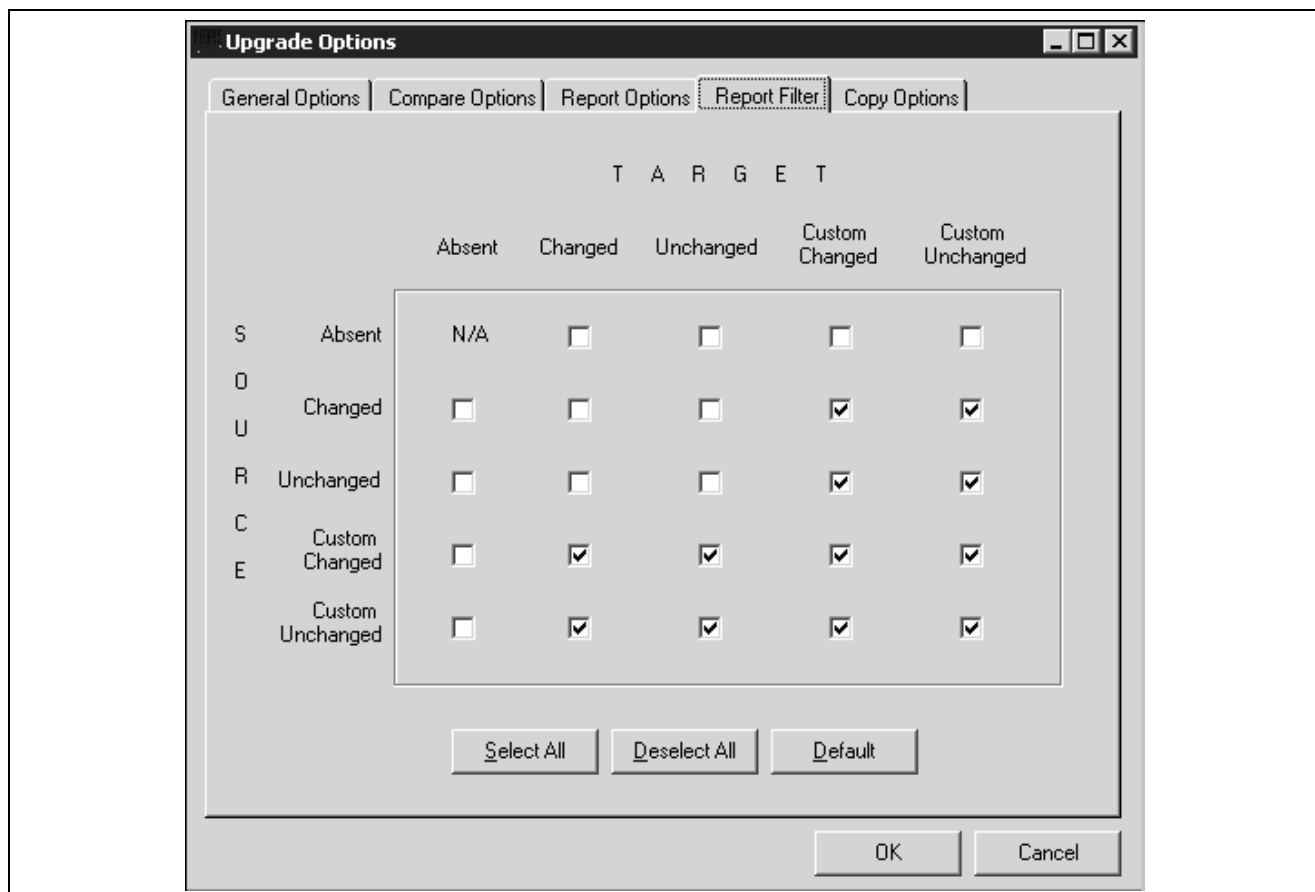 Upgrade Options
General Options Compare Options Report Options Report Filter Copy Options
T A R G E T
Absent Changed Unchanged Custom Changed Custom Unchanged
S
O
U
R
C
E
Absent N/A
Changed
Unchanged
Custom Changed
Custom Unchanged
Select All Deselect All Default
OK Cancel